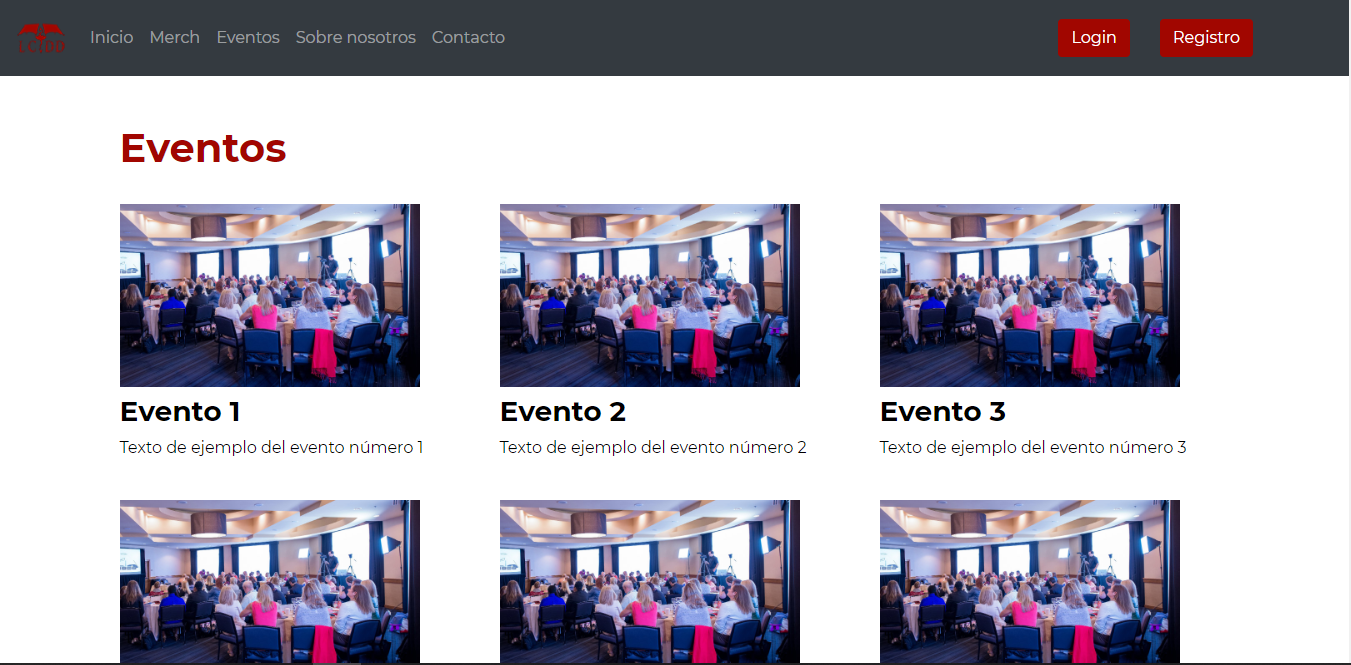 Inicio Merch Eventos Sobre nosotros Contacto Login Registro
Eventos
Evento 1 Evento 2 Evento 3
Texto de ejemplo del evento número 1 Texto de ejemplo del evento número 2 Texto de ejemplo del evento número 3